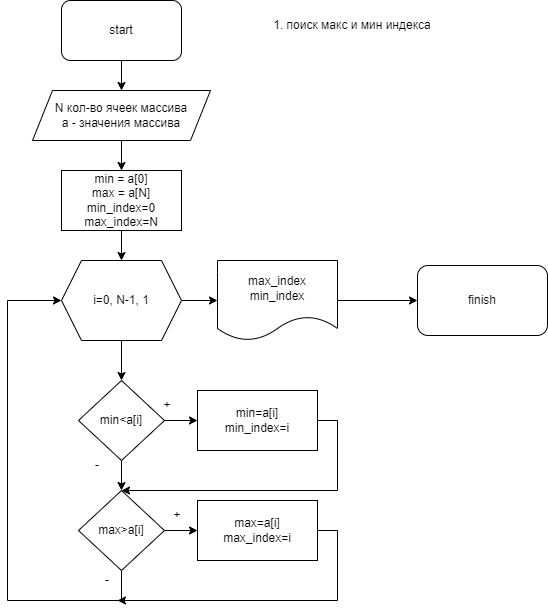 start
1. поиск макс и мин индекса
N кол-во ячеек массива
а - значения массива
min = a[0]
max = a[N]
min_index=0
max_index=N
i=0, N-1, 1
max_index
min_index
finish
min<a[i]
+
min=a[i]
min_index=i
-
max>a[i]
+
max=a[i]
max_index=i
-